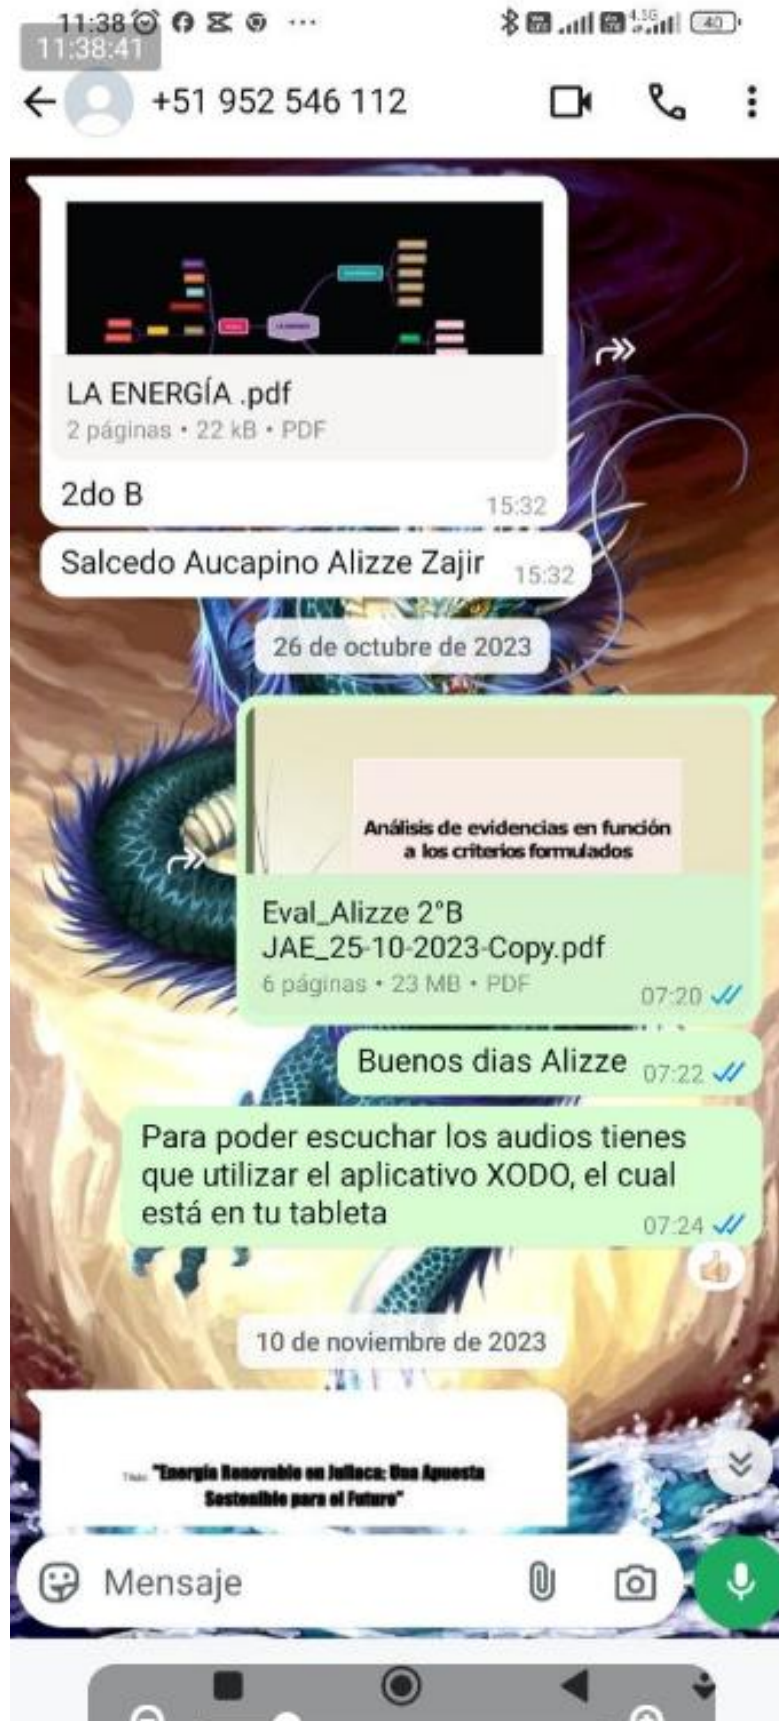 11:38
11:38:41
4.5G
40
+51 952 546 112
LA ENERGÍA .pdf
2 páginas • 22 kB • PDF
2do B
15:32
Salcedo Aucapino Alizze Zajir 15:32
26 de octubre de 2023
Análisis de evidencias en función
a los criterios formulados
Eval_Alizze 2°B
JAE_25-10-2023-Copy.pdf
6 páginas • 23 MB • PDF
07:20
Buenos dias Alizze 07:22
Para poder escuchar los audios tienes
que utilizar el aplicativo XODO, el cual
está en tu tableta
07:24
10 de noviembre de 2023
"Energía Renovable en Juliaca: Una Apuesta
Sostenible para el Futuro"
Mensaje